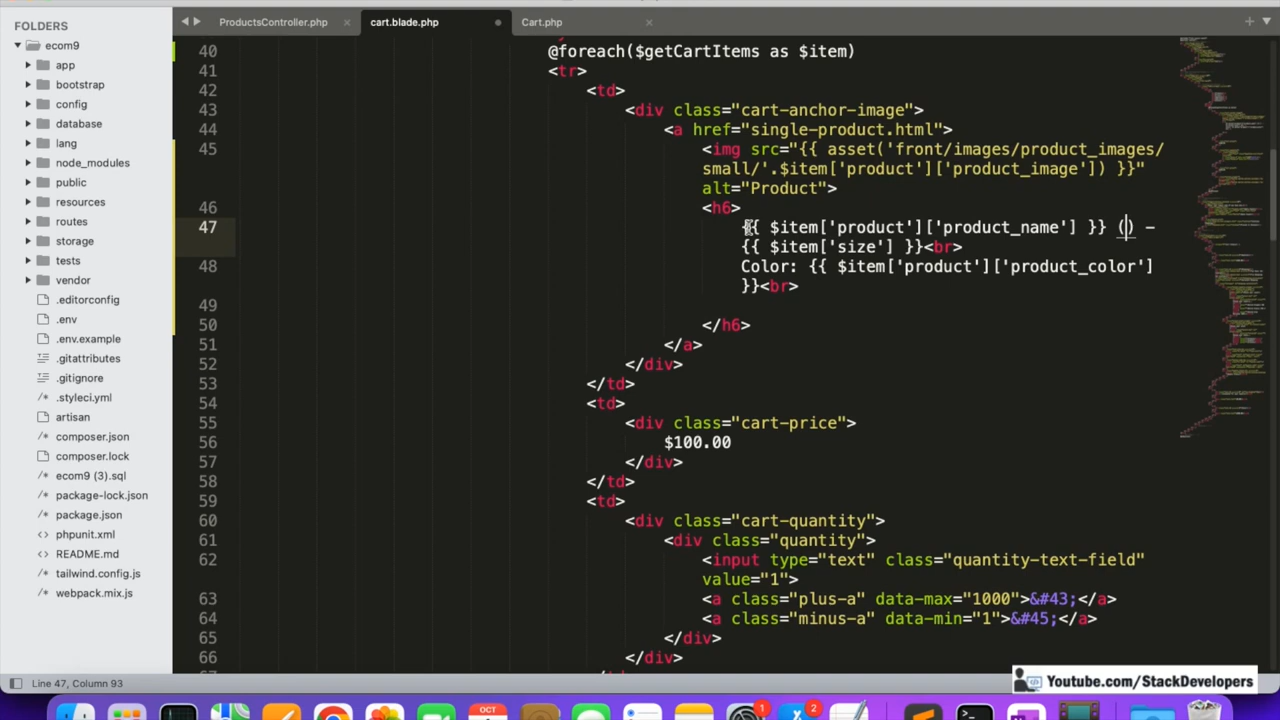 FOLDERS
ecom9
app
bootstrap
config
database
lang
node_modules
public
resources
routes
storage
tests
vendor
.editorconfig
.env
.env.example
.gitattributes
.gitignore
.styleci.yml
artisan
composer.json
composer.lock
ecom9 (3).sql
package-lock.json
package.json
phpunit.xml
README.md
tailwind.config.js
webpack.mix.js
ProductsController.php × cart.blade.php Cart.php ×
40 @foreach($getCartItems as $item)
41 <tr>
42 <td>
43 <div class="cart-anchor-image">
44 <a href="single-product.html">
45 <img src="{{ asset('front/images/product_images/
small/'.$item['product']['product_image']) }}"
alt="Product">
46 <h6>
47 {{ $item['product']['product_name'] }} () -
{{ $item['size'] }}<br>
48 Color: {{ $item['product']['product_color']
}}<br>
49
50 </h6>
51 </a>
52 </div>
53 </td>
54 <td>
55 <div class="cart-price">
56 $100.00
57 </div>
58 </td>
59 <td>
60 <div class="cart-quantity">
61 <div class="quantity">
62 <input type="text" class="quantity-text-field"
value="1">
63 <a class="plus-a" data-max="1000">&#43;</a>
64 <a class="minus-a" data-min="1">&#45;</a>
65 </div>
66 </div>
Line 47, Column 93
Youtube.com/StackDevelopers
OCT
1
2